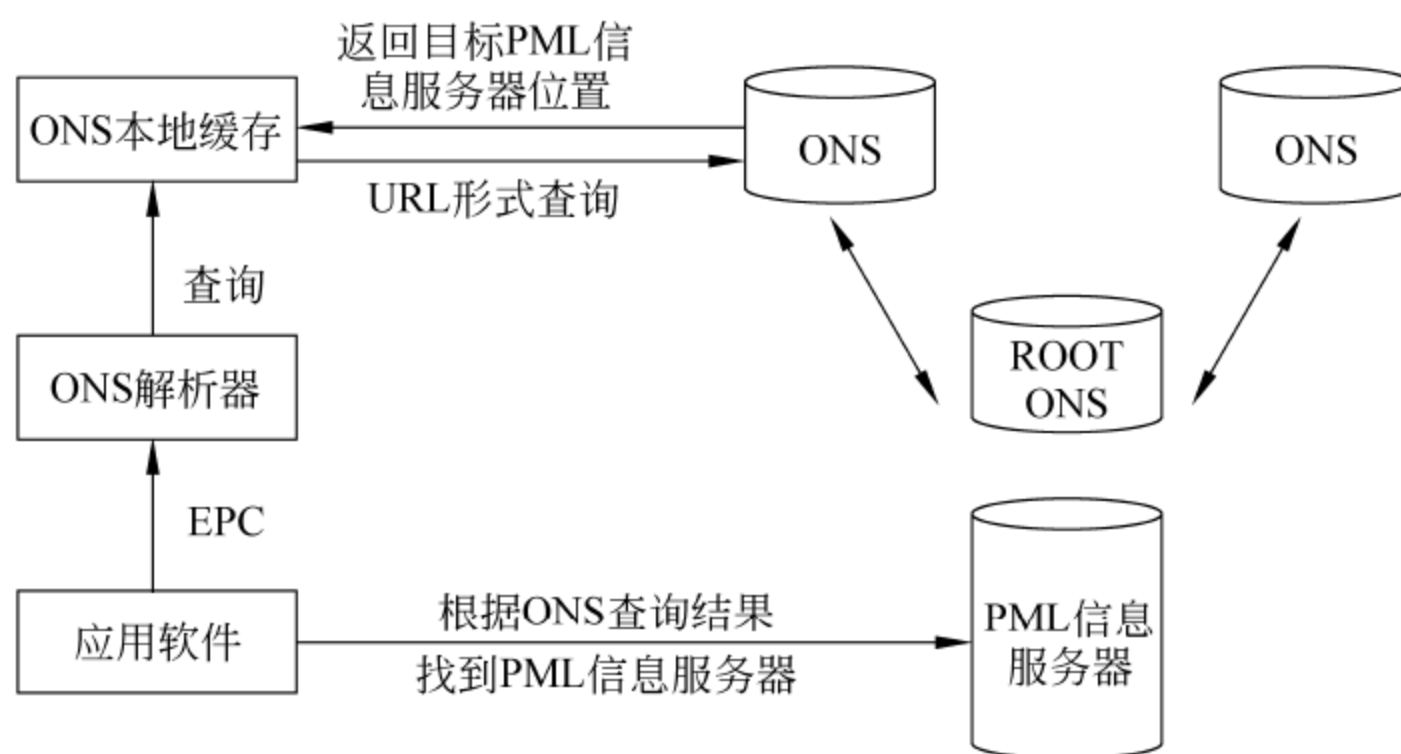 返回目标PML信
息服务器位置
ONS本地缓存
ONS
ONS
URL形式查询
查询
ROOT
ONS
ONS解析器
EPC
根据ONS查询结果
应用软件
找到PML信息服务器
PML信息
服务器